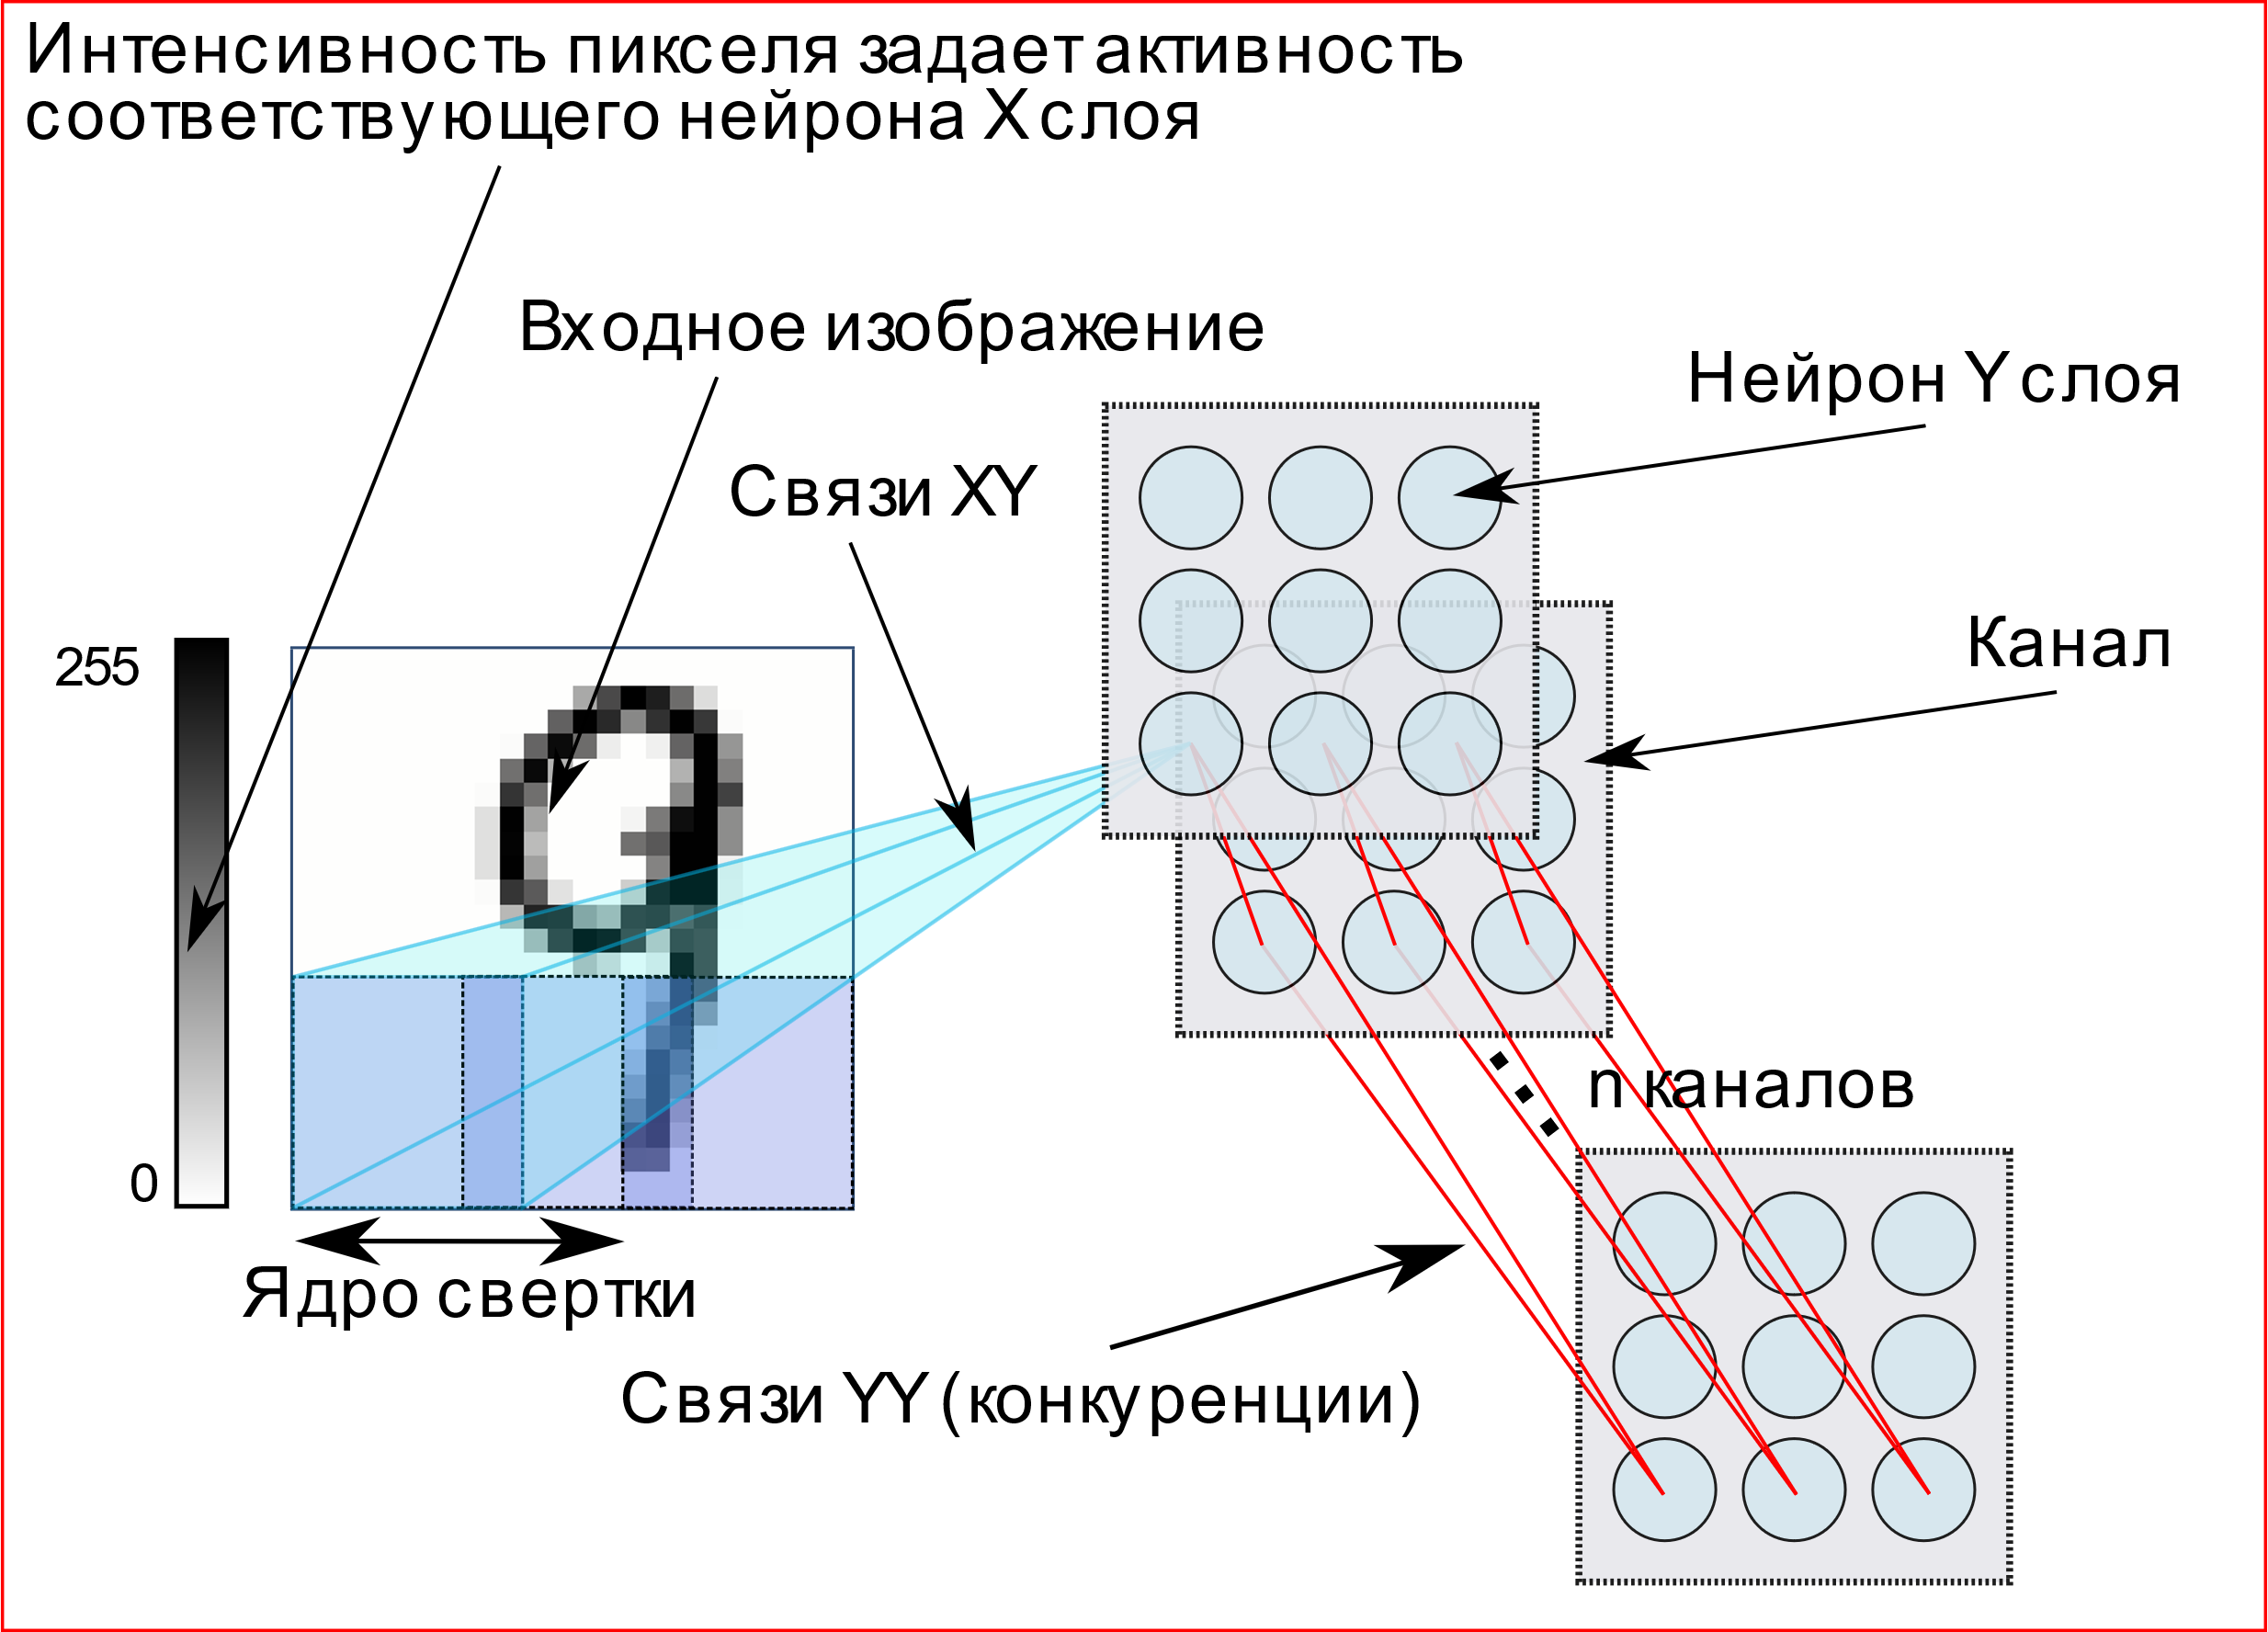 Интенсивность пикселя задает активность
соответствующего нейрона X слоя
Входное изображение
Нейрон Y слоя
Связи XY
Канал
255
n каналов
0
Ядро свертки
Связи YY (конкуренции)